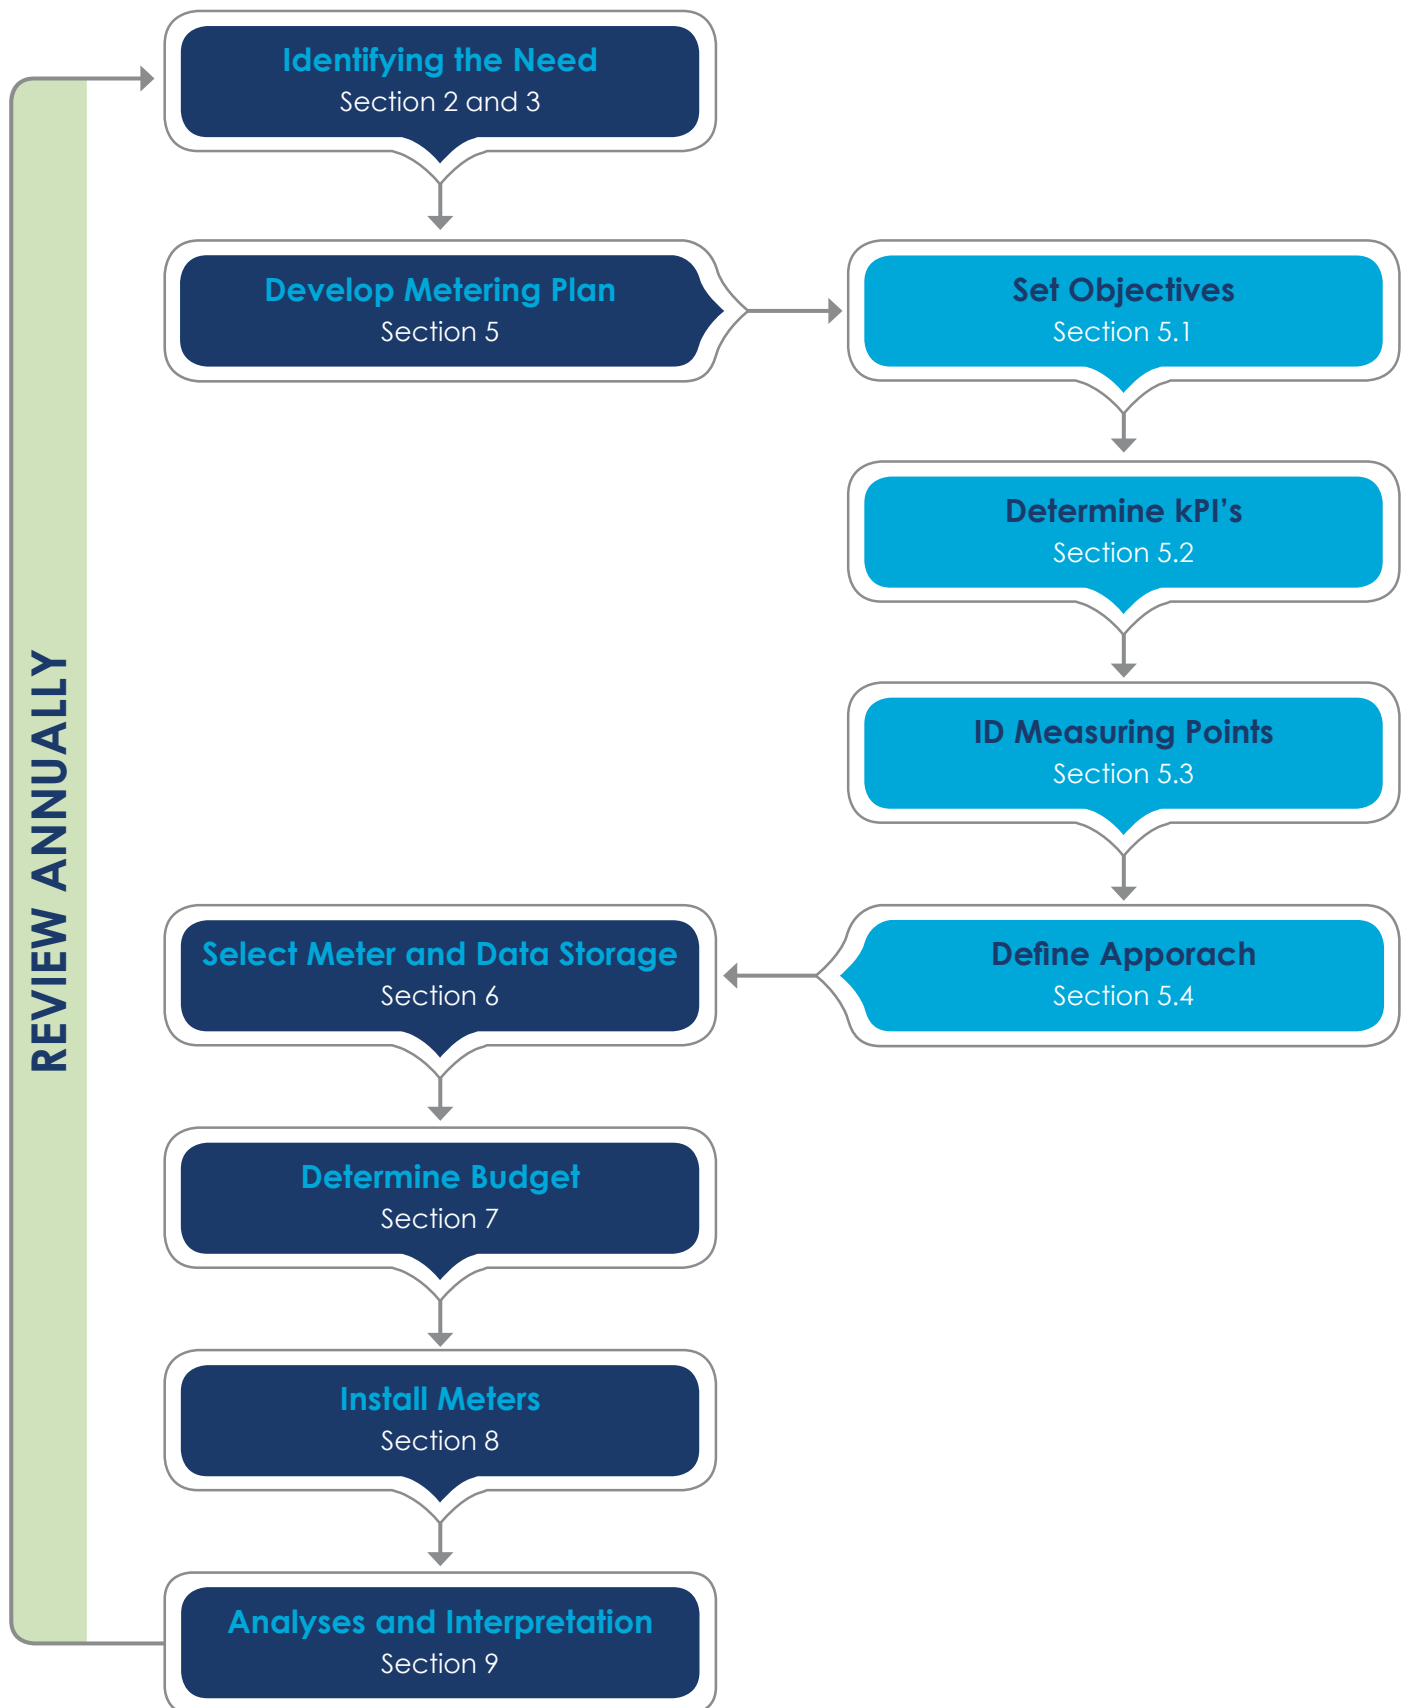 Identifying the Need
Section 2 and 3
Develop Metering Plan
Section 5
Set Objectives
Section 5.1
Determine kPI’s
Section 5.2
ID Measuring Points
Section 5.3
Define Apporach
Section 5.4
Select Meter and Data Storage
Section 6
Determine Budget
Section 7
Install Meters
Section 8
Analyses and Interpretation
Section 9
REVIEW ANNUALLY